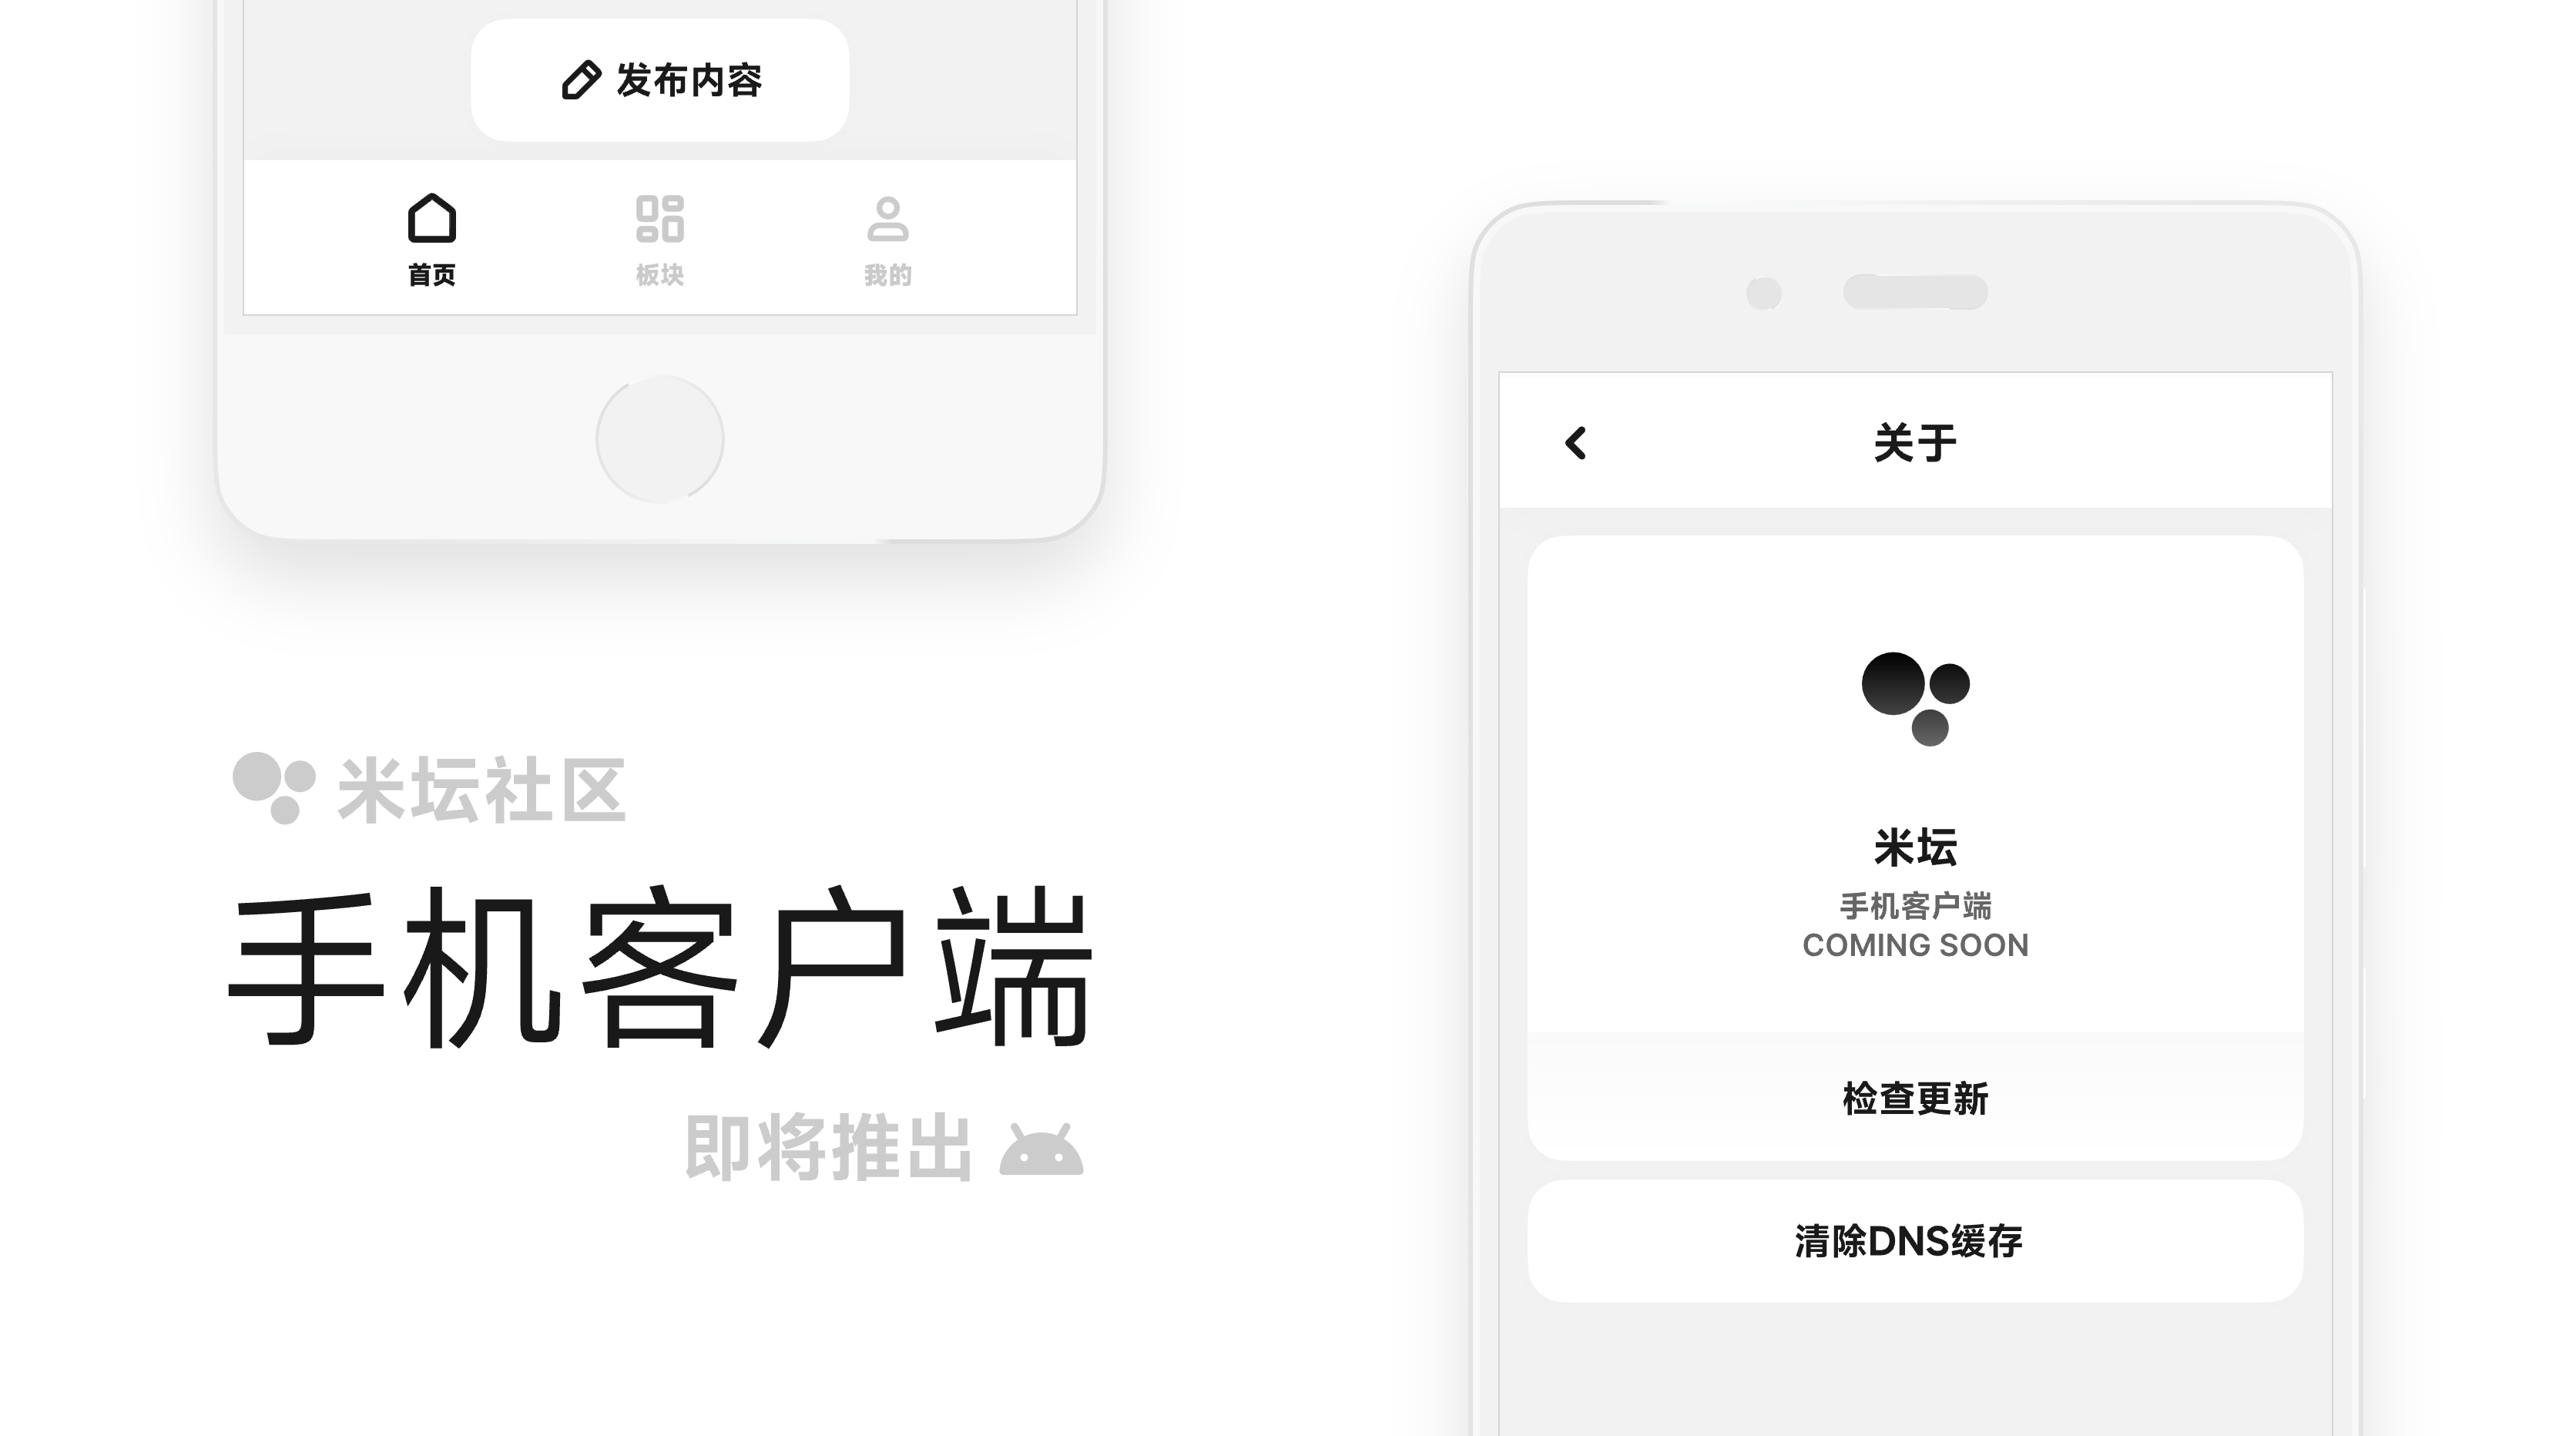 发布内容
首页
板块
我的
米坛社区
手机客户端
即将推出
关于
米坛
手机客户端
COMING SOON
检查更新
清除DNS缓存